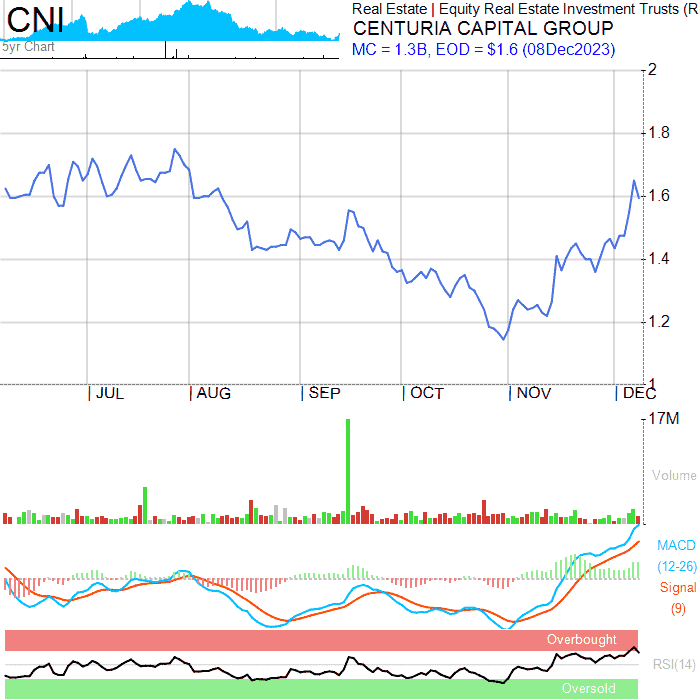 CNI
Real Estate | Equity Real Estate Investment Trusts (R
CENTURIA CAPITAL GROUP
5yr Chart
MC = 1.3B, EOD = $1.6 (08Dec2023)
2
1.8
1.6
1.4
1.2
1
JUL
AUG
SEP
OCT
NOV
DEC
17M
Volume
MACD
(12-26)
Signal
(9)
Overbought
RSI(14)
Oversold